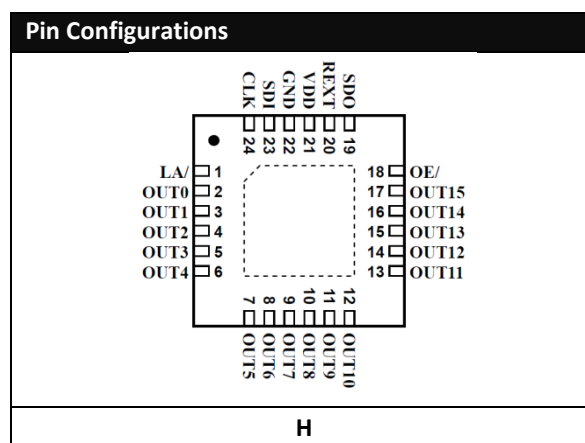 Pin Configurations
CLK SDI GND VDD REXT SDO
24 23 22 21 20 19
LA/ 1 18 OE/
OUT0 2 17 OUT15
OUT1 3 16 OUT14
OUT2 4 15 OUT13
OUT3 5 14 OUT12
OUT4 6 13 OUT11
7 8 9 10 11 12
OUT5 OUT6 OUT7 OUT8 OUT9 OUT10
H